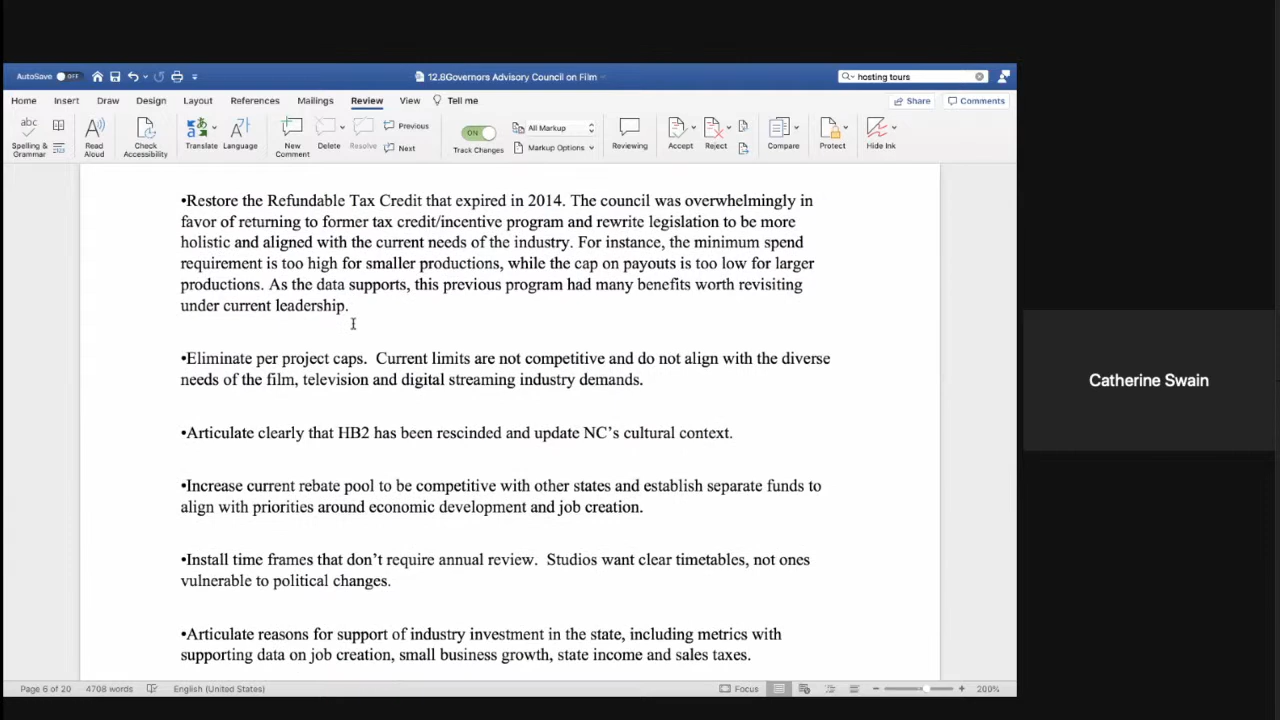 AutoSave OFF
12.8Governors Advisory Council on Film
hosting tours
Home Insert Draw Design Layout References Mailings Review View Tell me
Share Comments
abc
Spelling & Grammar
Read Aloud
Check Accessibility
Translate
Language
New Comment
Delete
Resolve
Previous
Next
ON
Track Changes
All Markup
Markup Options
Reviewing
Accept
Reject
Compare
Protect
Hide Ink
•Restore the Refundable Tax Credit that expired in 2014. The council was overwhelmingly in
favor of returning to former tax credit/incentive program and rewrite legislation to be more
holistic and aligned with the current needs of the industry. For instance, the minimum spend
requirement is too high for smaller productions, while the cap on payouts is too low for larger
productions. As the data supports, this previous program had many benefits worth revisiting
under current leadership.
•Eliminate per project caps.  Current limits are not competitive and do not align with the diverse
needs of the film, television and digital streaming industry demands.
•Articulate clearly that HB2 has been rescinded and update NC’s cultural context.
•Increase current rebate pool to be competitive with other states and establish separate funds to
align with priorities around economic development and job creation.
•Install time frames that don’t require annual review.  Studios want clear timetables, not ones
vulnerable to political changes.
•Articulate reasons for support of industry investment in the state, including metrics with
supporting data on job creation, small business growth, state income and sales taxes.
Catherine Swain
Page 6 of 20 4708 words English (United States) Focus 200%